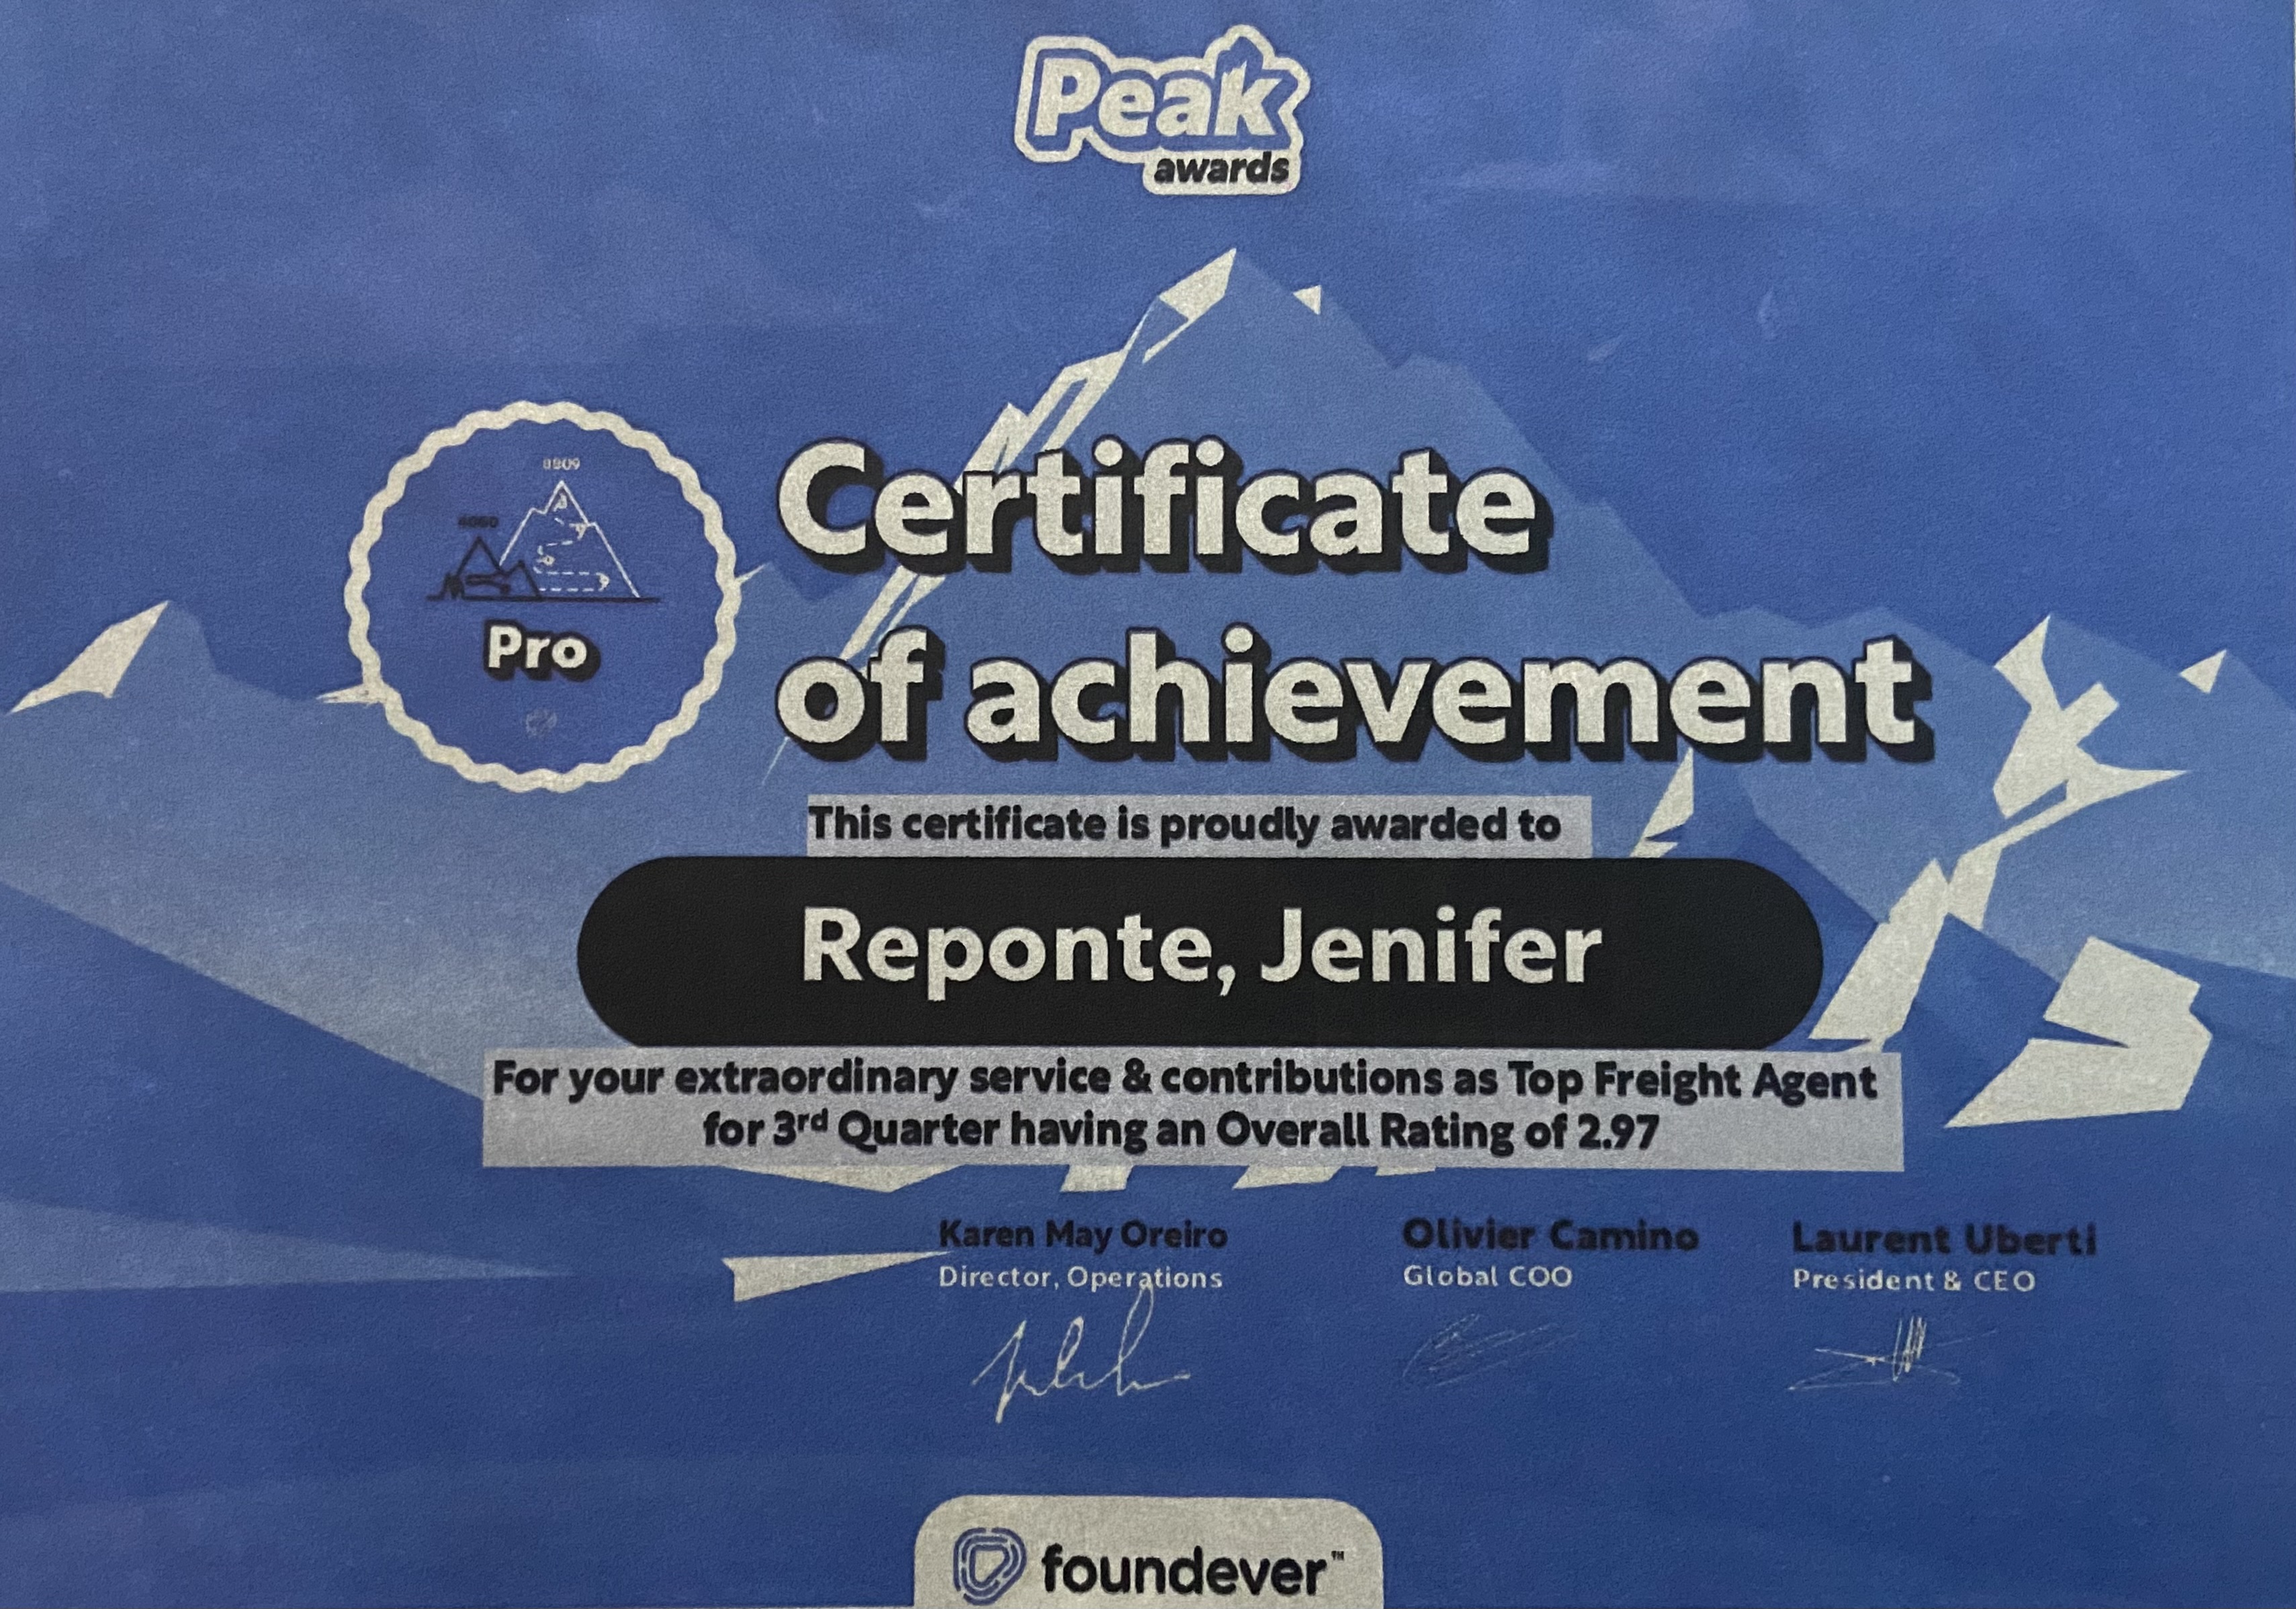 Peak
awards
8809
4060
Pro
Certificate
of achievement
This certificate is proudly awarded to
Reponte, Jenifer
For your extraordinary service & contributions as Top Freight Agent
for 3rd Quarter having an Overall Rating of 2.97
Karen May Oreiro
Director, Operations
Olivier Camino
Global COO
Laurent Uberti
President & CEO
foundever™